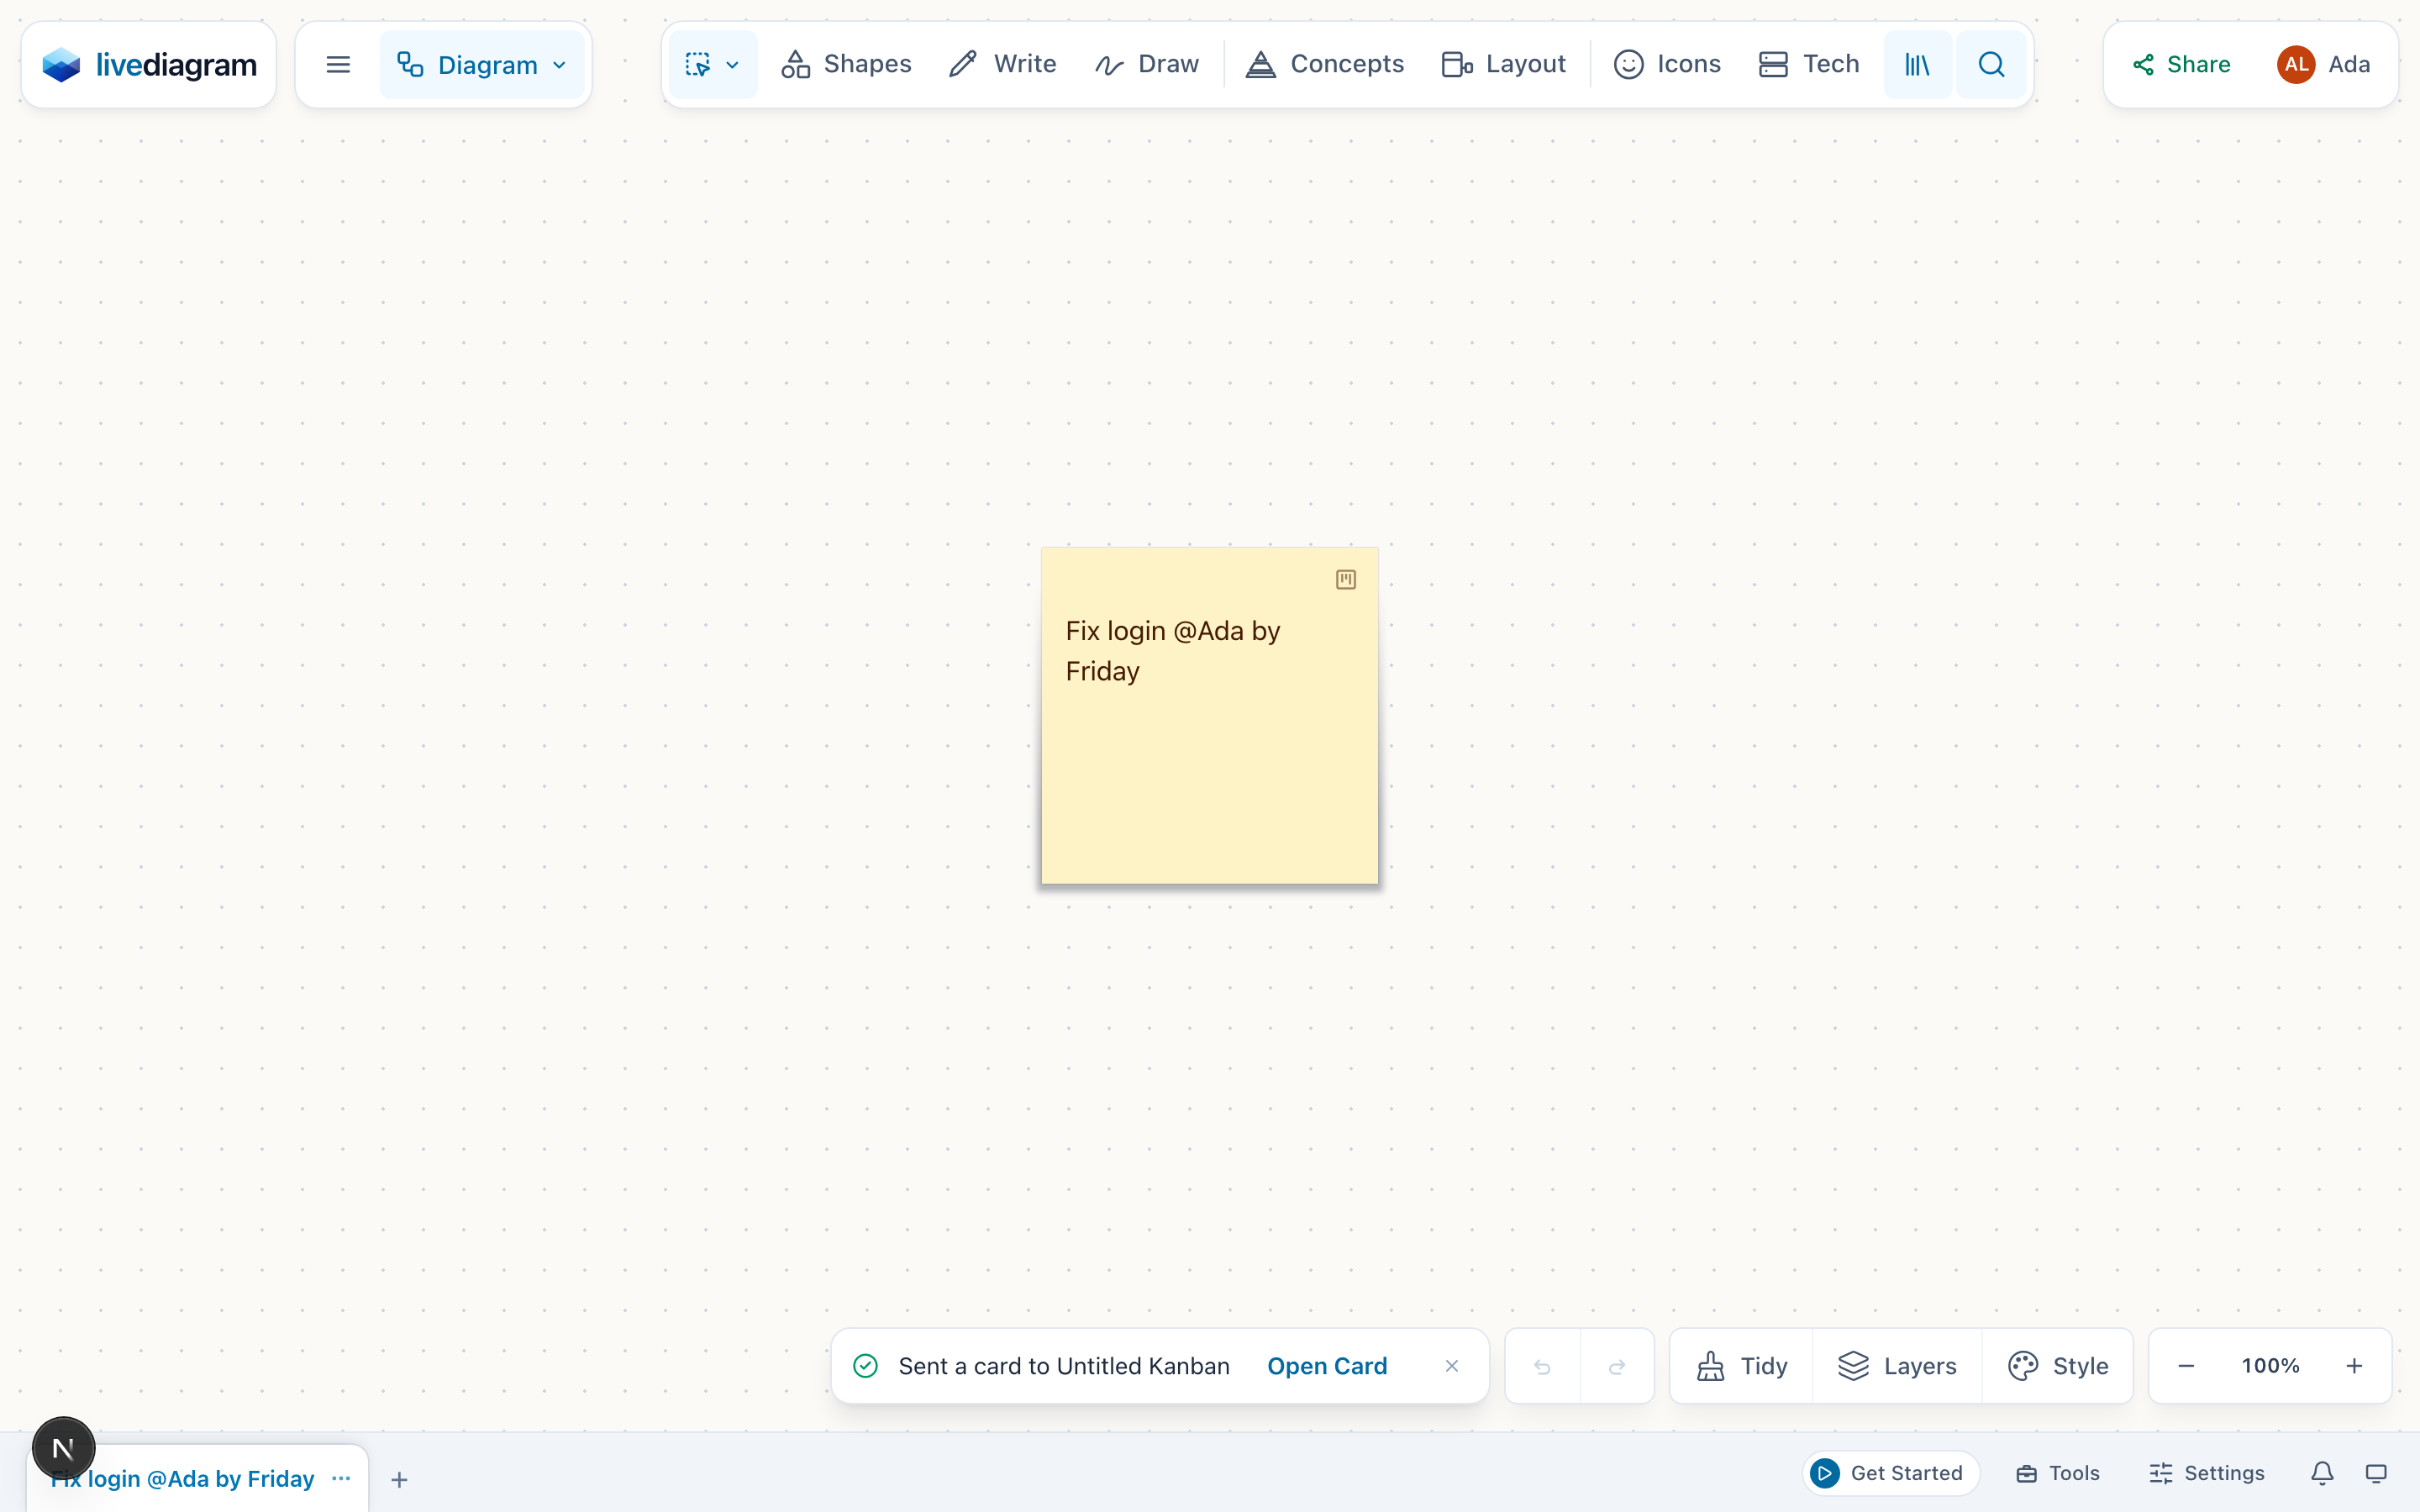 livediagram
Diagram
Shapes
Write
Draw
Concepts
Layout
Icons
Tech
Share
AL
Ada
Fix login @Ada by
Friday
Sent a card to Untitled Kanban
Open Card
Tidy
Layers
Style
100%
N
Fix login @Ada by Friday
Get Started
Tools
Settings